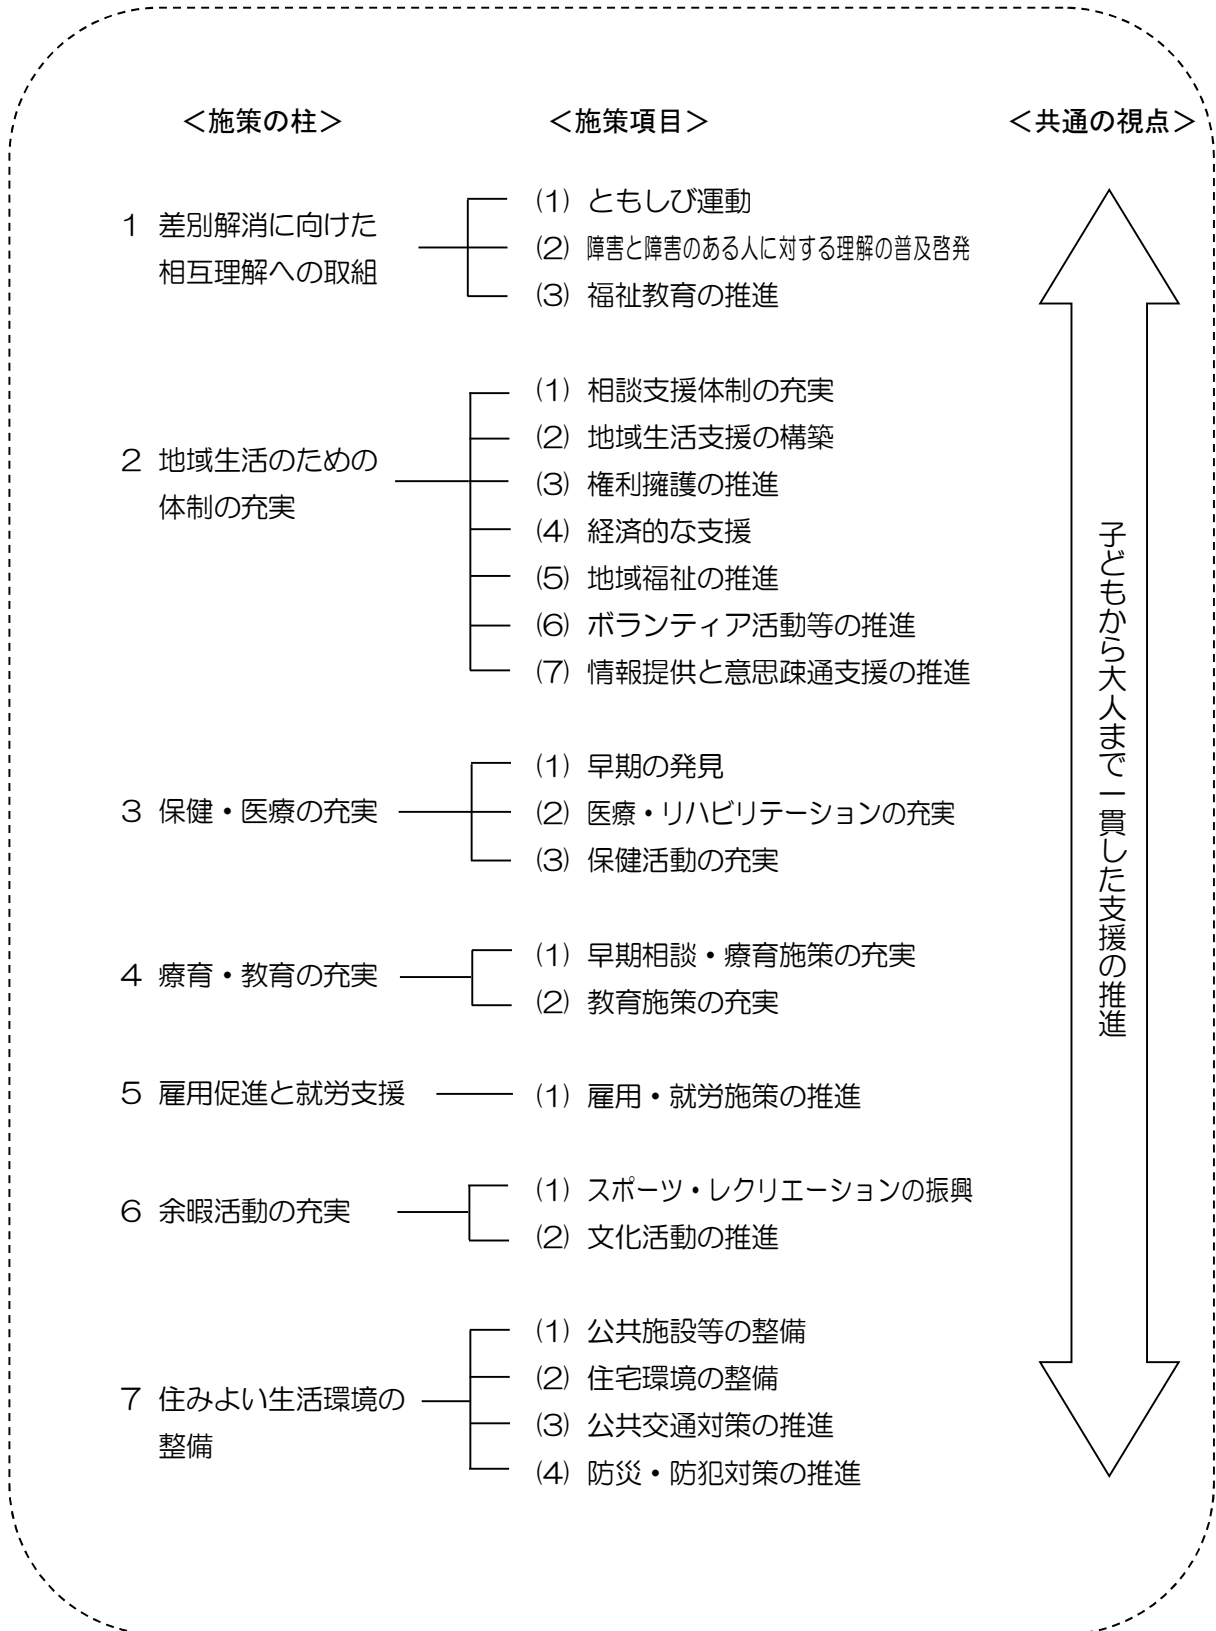 ＜施策の柱＞
＜施策項目＞
＜共通の視点＞
１ 差別解消に向けた
相互理解への取組
(1) ともしび運動
(2) 障害と障害のある人に対する理解の普及啓発
(3) 福祉教育の推進
２ 地域生活のための
体制の充実
(1) 相談支援体制の充実
(2) 地域生活支援の構築
(3) 権利擁護の推進
(4) 経済的な支援
(5) 地域福祉の推進
(6) ボランティア活動等の推進
(7) 情報提供と意思疎通支援の推進
３ 保健・医療の充実
(1) 早期の発見
(2) 医療・リハビリテーションの充実
(3) 保健活動の充実
４ 療育・教育の充実
(1) 早期相談・療育施策の充実
(2) 教育施策の充実
５ 雇用促進と就労支援
(1) 雇用・就労施策の推進
６ 余暇活動の充実
(1) スポーツ・レクリエーションの振興
(2) 文化活動の推進
７ 住みよい生活環境の
整備
(1) 公共施設等の整備
(2) 住宅環境の整備
(3) 公共交通対策の推進
(4) 防災・防犯対策の推進
子どもから大人まで一貫した支援の推進